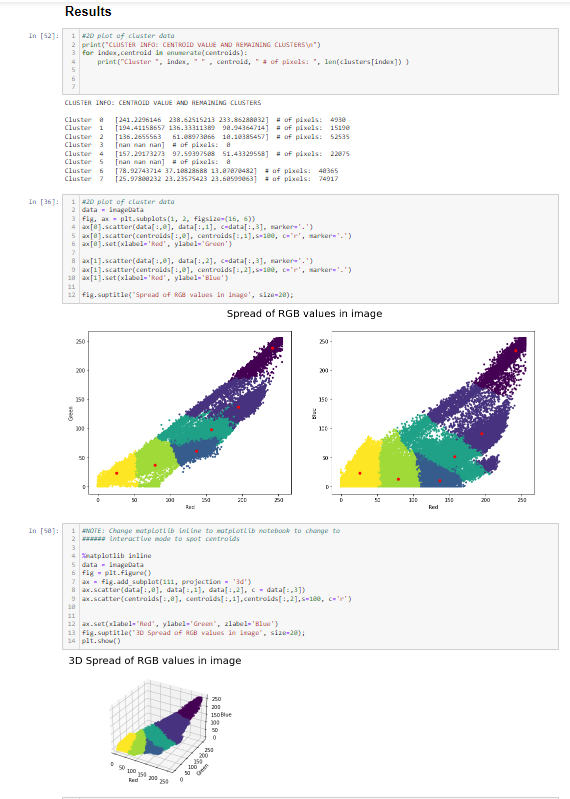 Results
In [52]:
1 #2D plot of cluster data
2 print("CLUSTER INFO: CENTROID VALUE AND REMAINING CLUSTERS\n")
3 for index,centroid in enumerate(centroids):
4 print("Cluster ", index, " " , centroid, " # of pixels: ", len(clusters[index]) )
5
6
7
CLUSTER INFO: CENTROID VALUE AND REMAINING CLUSTERS
Cluster 0 [241.2296146 238.62515213 233.86288032] # of pixels: 4930
Cluster 1 [194.41158657 136.33311389 90.94364714] # of pixels: 15190
Cluster 2 [136.2655563 61.08973066 10.10385457] # of pixels: 52535
Cluster 3 [nan nan nan] # of pixels: 0
Cluster 4 [157.29173273 97.59397508 51.43329558] # of pixels: 22075
Cluster 5 [nan nan nan] # of pixels: 0
Cluster 6 [78.92743714 37.10828688 13.07070482] # of pixels: 40365
Cluster 7 [25.97800232 23.23575423 23.60599063] # of pixels: 74917
In [36]:
1 #2D plot of cluster data
2 data = imageData
3 fig, ax = plt.subplots(1, 2, figsize=(16, 6))
4 ax[0].scatter(data[:,0], data[:,1], c=data[:,3], marker='.')
5 ax[0].scatter(centroids[:,0], centroids[:,1],s=100, c='r', marker='.')
6 ax[0].set(xlabel='Red', ylabel='Green')
7
8 ax[1].scatter(data[:,0], data[:,2], c=data[:,3], marker='.')
9 ax[1].scatter(centroids[:,0], centroids[:,2],s=100, c='r', marker='.')
10 ax[1].set(xlabel='Red', ylabel='Blue')
11
12 fig.suptitle('Spread of RGB values in image', size=20);
Spread of RGB values in image
250
200
150
100
50
0
Green
0 50 100 150 200 250
Red
250
200
150
100
50
0
Blue
0 50 100 150 200 250
Red
In [50]:
1 #NOTE: Change matplotlib inline to matplotlib notebook to change to
2 ###### interactive mode to spot centroids
3
4 %matplotlib inline
5 data = imageData
6 fig = plt.figure()
7 ax = fig.add_subplot(111, projection = '3d')
8 ax.scatter(data[:,0], data[:,1], data[:,2], c = data[:,3])
9 ax.scatter(centroids[:,0], centroids[:,1],centroids[:,2],s=100, c='r')
10
11
12 ax.set(xlabel='Red', ylabel='Green', zlabel='Blue')
13 fig.suptitle('3D Spread of RGB values in image', size=20);
14 plt.show()
3D Spread of RGB values in image
250
200
150 Blue
100
50
0
0 50 100 150 200 250
Red
0 50 100 150 200 250
Green